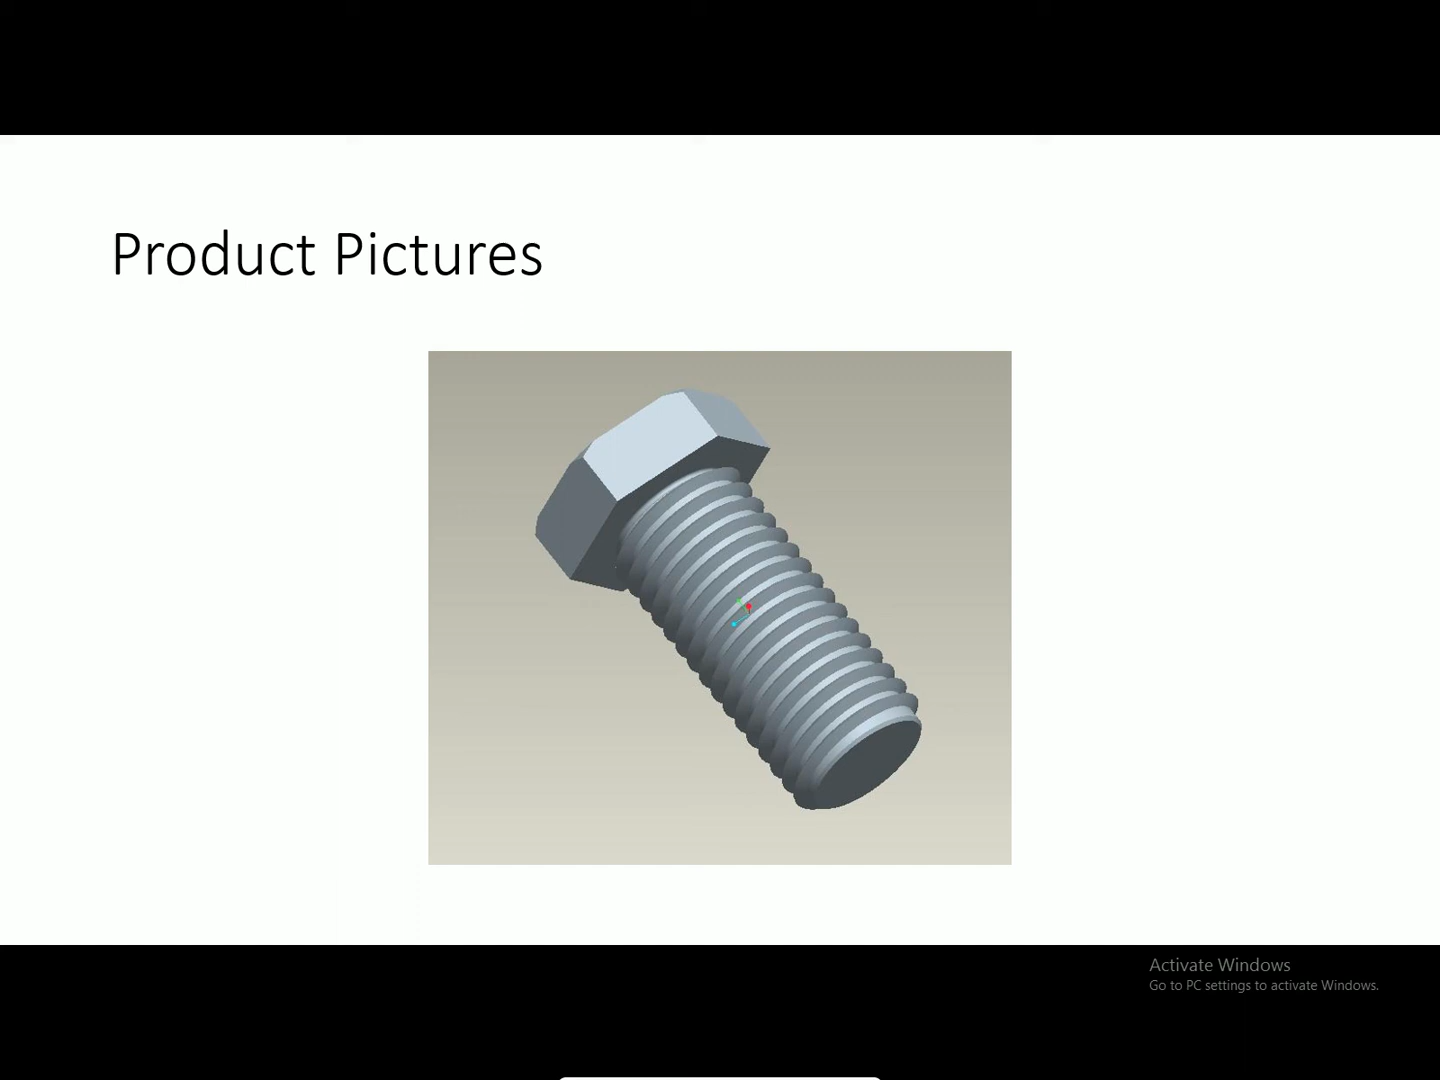 Product Pictures
Activate Windows
Go to PC settings to activate Windows.